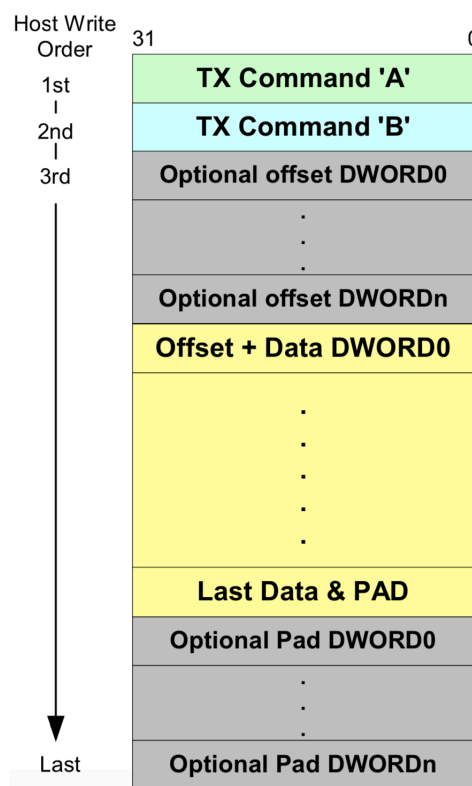 Host Write
Order
31
0
1st
TX Command 'A'
2nd
TX Command 'B'
3rd
Optional offset DWORD0
.
.
.
Optional offset DWORDn
Offset + Data DWORD0
.
.
.
.
.
Last Data & PAD
Optional Pad DWORD0
.
.
.
Last
Optional Pad DWORDn